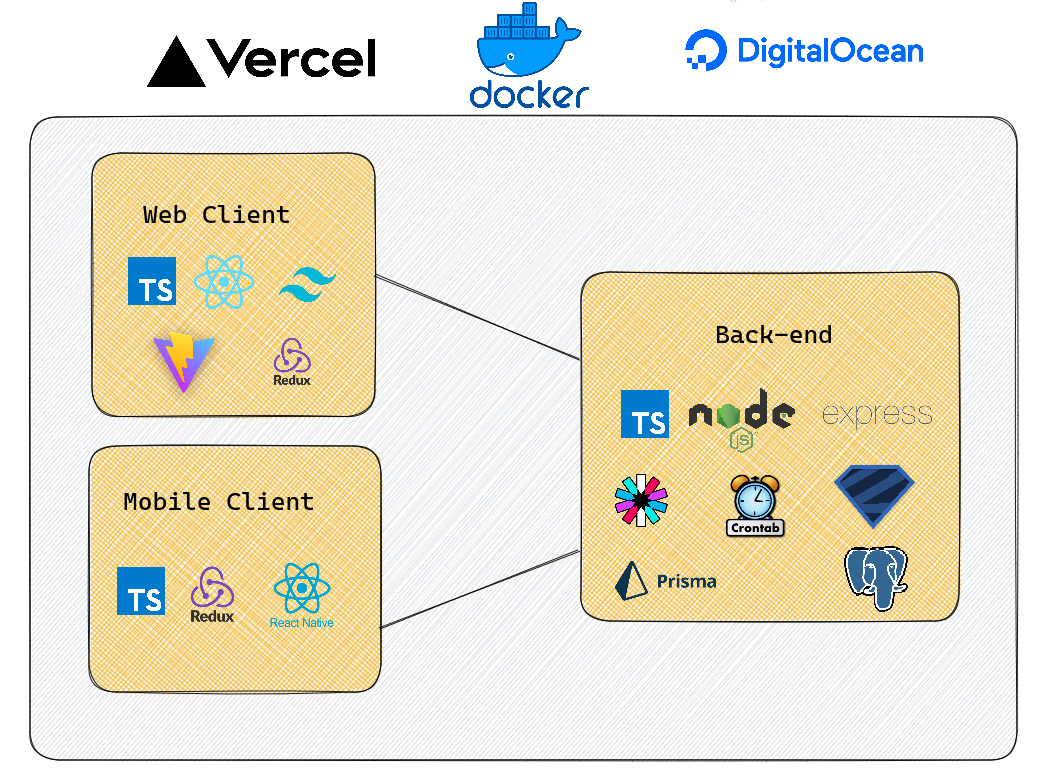 Vercel
docker
DigitalOcean
Web Client
TS
Redux
Mobile Client
TS
Redux
React Native
Back-end
TS
node
JS
express
Crontab
Prisma